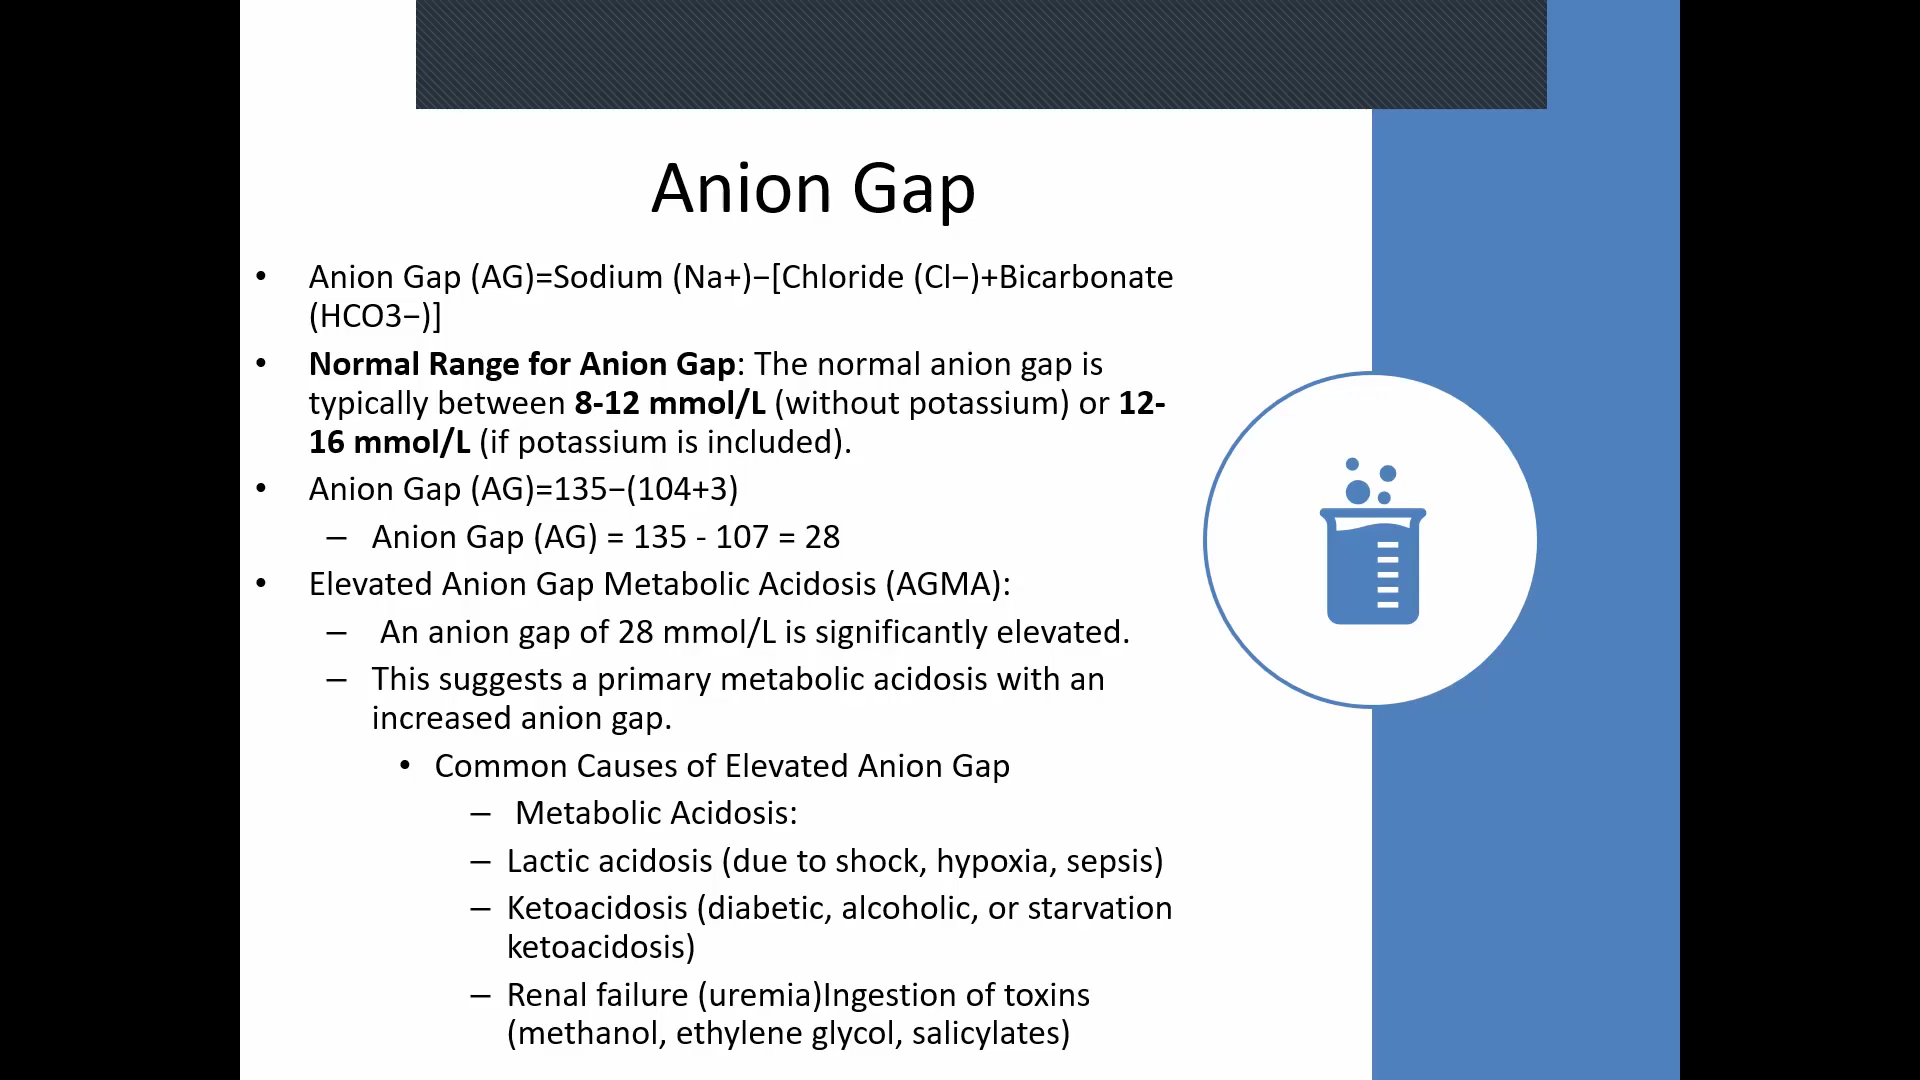 Anion Gap
• Anion Gap (AG)=Sodium (Na+)−[Chloride (Cl−)+Bicarbonate
(HCO3−)]
• Normal Range for Anion Gap: The normal anion gap is
typically between 8-12 mmol/L (without potassium) or 12-
16 mmol/L (if potassium is included).
• Anion Gap (AG)=135−(104+3)
– Anion Gap (AG) = 135 - 107 = 28
• Elevated Anion Gap Metabolic Acidosis (AGMA):
– An anion gap of 28 mmol/L is significantly elevated.
– This suggests a primary metabolic acidosis with an
increased anion gap.
• Common Causes of Elevated Anion Gap
– Metabolic Acidosis:
– Lactic acidosis (due to shock, hypoxia, sepsis)
– Ketoacidosis (diabetic, alcoholic, or starvation
ketoacidosis)
– Renal failure (uremia)Ingestion of toxins
(methanol, ethylene glycol, salicylates)